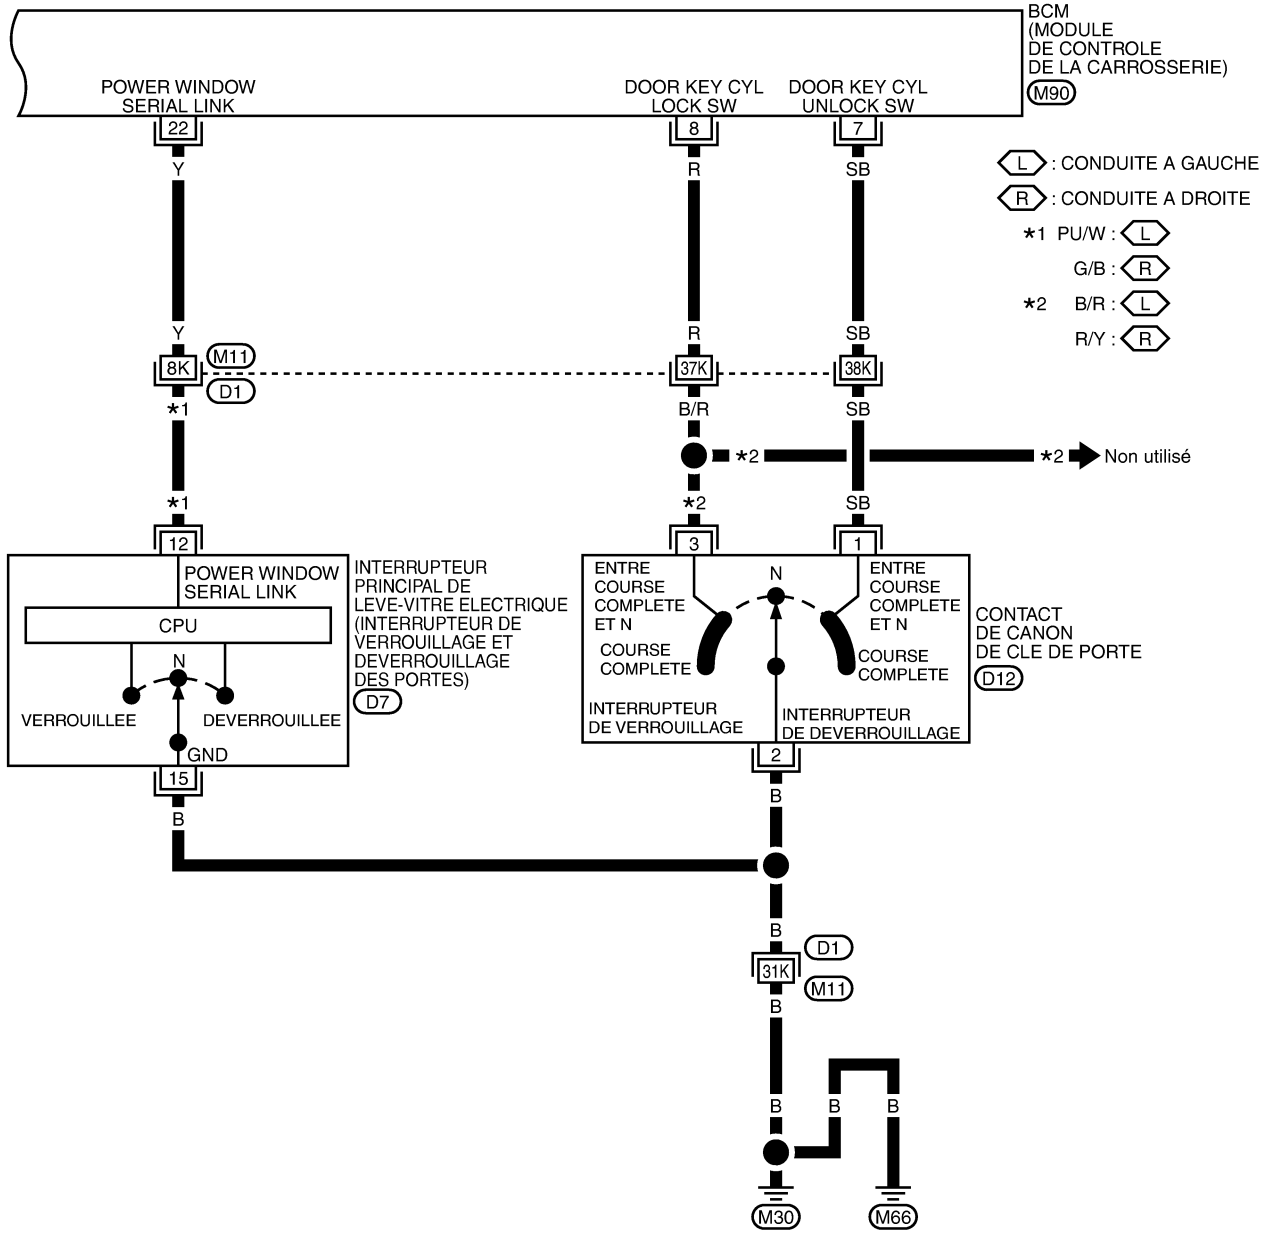 BCM
(MODULE
DE CONTROLE
DE LA CARROSSERIE)
M90
POWER WINDOW
SERIAL LINK
DOOR KEY CYL
LOCK SW
DOOR KEY CYL
UNLOCK SW
22
8
7
Y
R
SB
L : CONDUITE A GAUCHE
R : CONDUITE A DROITE
*1 PU/W : L
G/B : R
*2 B/R : L
R/Y : R
Y
R
SB
8K
M11
D1
37K
38K
*1
B/R
SB
*2
*2
Non utilisé
*1
*2
SB
12
3
1
POWER WINDOW
SERIAL LINK
CPU
N
VERROUILLEE
DEVERROUILLEE
GND
INTERRUPTEUR
PRINCIPAL DE
LEVE-VITRE ELECTRIQUE
(INTERRUPTEUR DE
VERROUILLAGE ET
DEVERROUILLAGE
DES PORTES)
D7
ENTRE
COURSE
COMPLETE
ET N
COURSE
COMPLETE
N
ENTRE
COURSE
COMPLETE
ET N
COURSE
COMPLETE
INTERRUPTEUR
DE VERROUILLAGE
INTERRUPTEUR
DE DEVERROUILLAGE
CONTACT
DE CANON
DE CLE DE PORTE
D12
15
2
B
B
B
D1
31K
M11
B
B
B
B
M30
M66